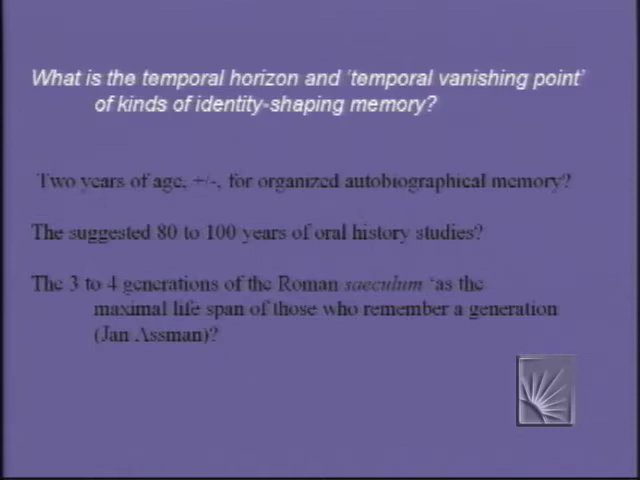 What is the temporal horizon and 'temporal vanishing point'
of kinds of identity-shaping memory?
Two years of age, +/-, for organized autobiographical memory?
The suggested 80 to 100 years of oral history studies?
The 3 to 4 generations of the Roman saeculum 'as the
maximal life span of those who remember a generation
(Jan Assman)?